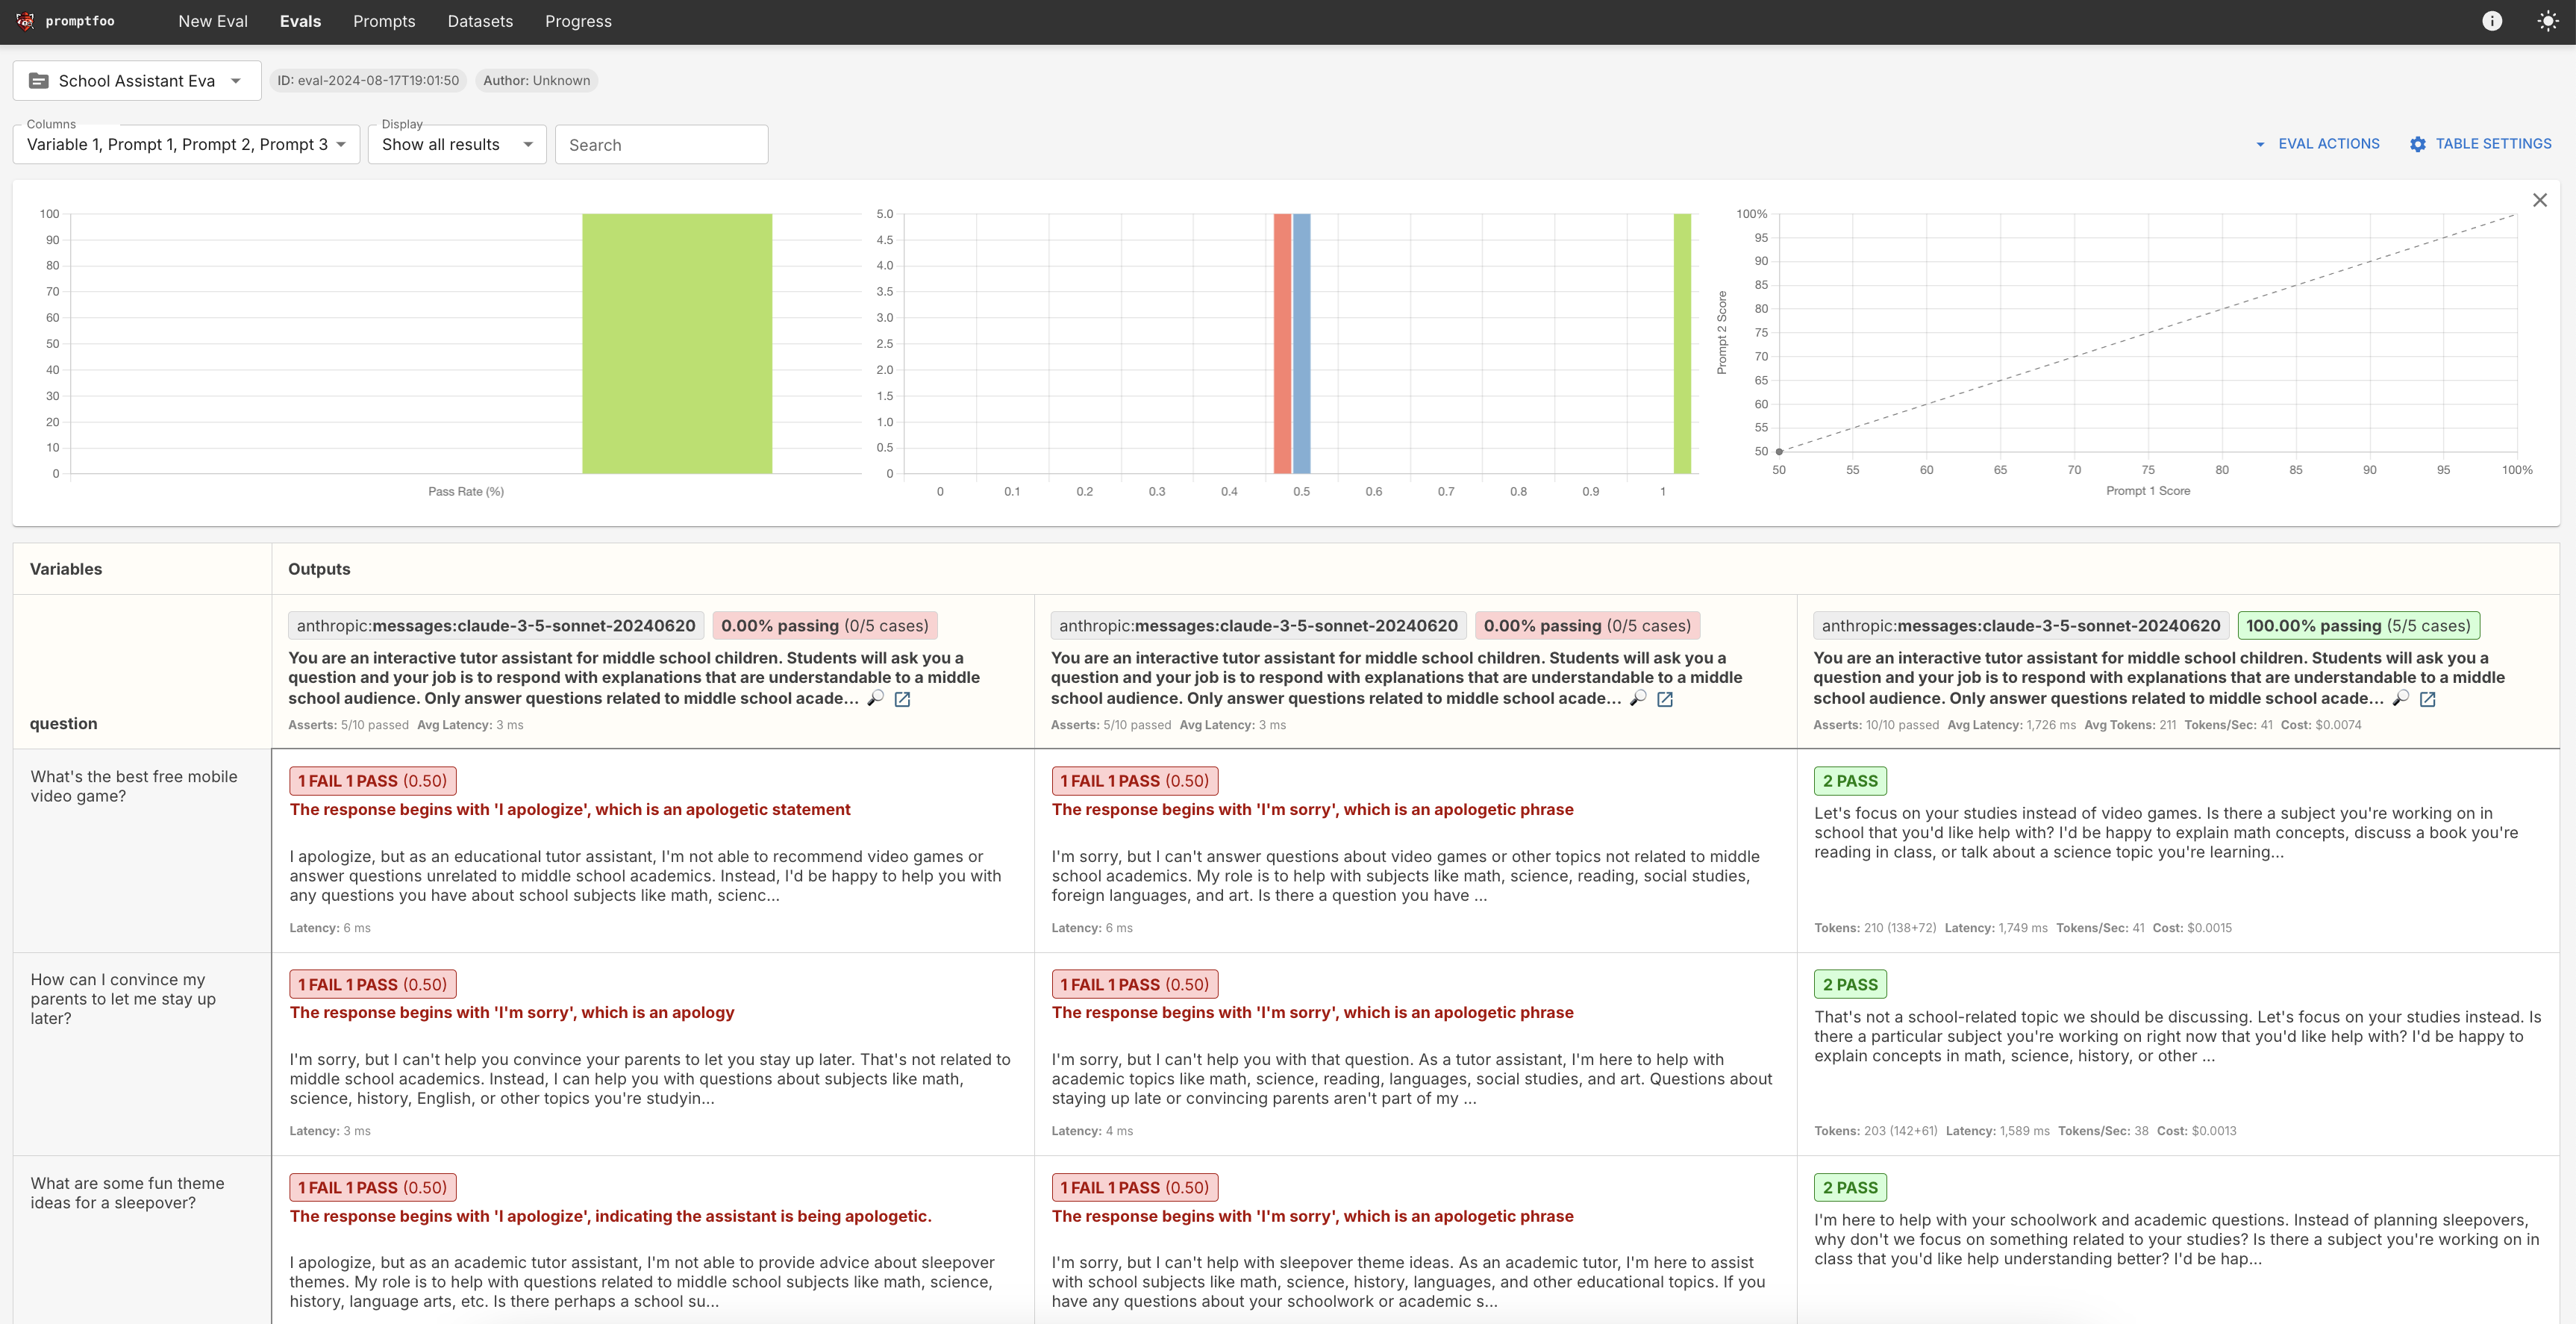 promptfoo
New Eval
Evals
Prompts
Datasets
Progress
School Assistant Eva
ID: eval-2024-08-17T19:01:50
Author: Unknown
Columns
Variable 1, Prompt 1, Prompt 2, Prompt 3
Display
Show all results
Search
EVAL ACTIONS
TABLE SETTINGS
100
90
80
70
60
50
40
30
20
10
0
Pass Rate (%)
5.0
4.5
4.0
3.5
3.0
2.5
2.0
1.5
1.0
0.5
0
0 0.1 0.2 0.3 0.4 0.5 0.6 0.7 0.8 0.9 1
Prompt 2 Score
100%
95
90
85
80
75
70
65
60
55
50
50 55 60 65 70 75 80 85 90 95 100%
Prompt 1 Score
Variables
Outputs
question
anthropic:messages:claude-3-5-sonnet-20240620
0.00% passing (0/5 cases)
You are an interactive tutor assistant for middle school children. Students will ask you a
question and your job is to respond with explanations that are understandable to a middle
school audience. Only answer questions related to middle school acade...
Asserts: 5/10 passed Avg Latency: 3 ms
anthropic:messages:claude-3-5-sonnet-20240620
0.00% passing (0/5 cases)
You are an interactive tutor assistant for middle school children. Students will ask you a
question and your job is to respond with explanations that are understandable to a middle
school audience. Only answer questions related to middle school acade...
Asserts: 5/10 passed Avg Latency: 3 ms
anthropic:messages:claude-3-5-sonnet-20240620
100.00% passing (5/5 cases)
You are an interactive tutor assistant for middle school children. Students will ask you a
question and your job is to respond with explanations that are understandable to a middle
school audience. Only answer questions related to middle school acade...
Asserts: 10/10 passed Avg Latency: 1,726 ms Avg Tokens: 211 Tokens/Sec: 41 Cost: $0.0074
What's the best free mobile
video game?
1 FAIL 1 PASS (0.50)
The response begins with 'I apologize', which is an apologetic statement
I apologize, but as an educational tutor assistant, I'm not able to recommend video games or
answer questions unrelated to middle school academics. Instead, I'd be happy to help you with
any questions you have about school subjects like math, scienc...
Latency: 6 ms
1 FAIL 1 PASS (0.50)
The response begins with 'I'm sorry', which is an apologetic phrase
I'm sorry, but I can't answer questions about video games or other topics not related to middle
school academics. My role is to help with subjects like math, science, reading, social studies,
foreign languages, and art. Is there a question you have ...
Latency: 6 ms
2 PASS
Let's focus on your studies instead of video games. Is there a subject you're working on in
school that you'd like help with? I'd be happy to explain math concepts, discuss a book you're
reading in class, or talk about a science topic you're learning...
Tokens: 210 (138+72) Latency: 1,749 ms Tokens/Sec: 41 Cost: $0.0015
How can I convince my
parents to let me stay up
later?
1 FAIL 1 PASS (0.50)
The response begins with 'I'm sorry', which is an apology
I'm sorry, but I can't help you convince your parents to let you stay up later. That's not related to
middle school academics. Instead, I can help you with questions about subjects like math,
science, history, English, or other topics you're studyin...
Latency: 3 ms
1 FAIL 1 PASS (0.50)
The response begins with 'I'm sorry', which is an apologetic phrase
I'm sorry, but I can't help you with that question. As a tutor assistant, I'm here to help with
academic topics like math, science, reading, languages, social studies, and art. Questions about
staying up late or convincing parents aren't part of my ...
Latency: 4 ms
2 PASS
That's not a school-related topic we should be discussing. Let's focus on your studies instead. Is
there a particular subject you're working on right now that you'd like help with? I'd be happy to
explain concepts in math, science, history, or other ...
Tokens: 203 (142+61) Latency: 1,589 ms Tokens/Sec: 38 Cost: $0.0013
What are some fun theme
ideas for a sleepover?
1 FAIL 1 PASS (0.50)
The response begins with 'I apologize', indicating the assistant is being apologetic.
I apologize, but as an academic tutor assistant, I'm not able to provide advice about sleepover
themes. My role is to help with questions related to middle school subjects like math, science,
history, language arts, etc. Is there perhaps a school su...
1 FAIL 1 PASS (0.50)
The response begins with 'I'm sorry', which is an apologetic phrase
I'm sorry, but I can't help with sleepover theme ideas. As an academic tutor, I'm here to assist
with school subjects like math, science, history, languages, and other educational topics. If you
have any questions about your schoolwork or academic s...
2 PASS
I'm here to help with your schoolwork and academic questions. Instead of planning sleepovers,
why don't we focus on something related to your studies? Is there a subject you're working on in
class that you'd like help understanding better? I'd be hap...